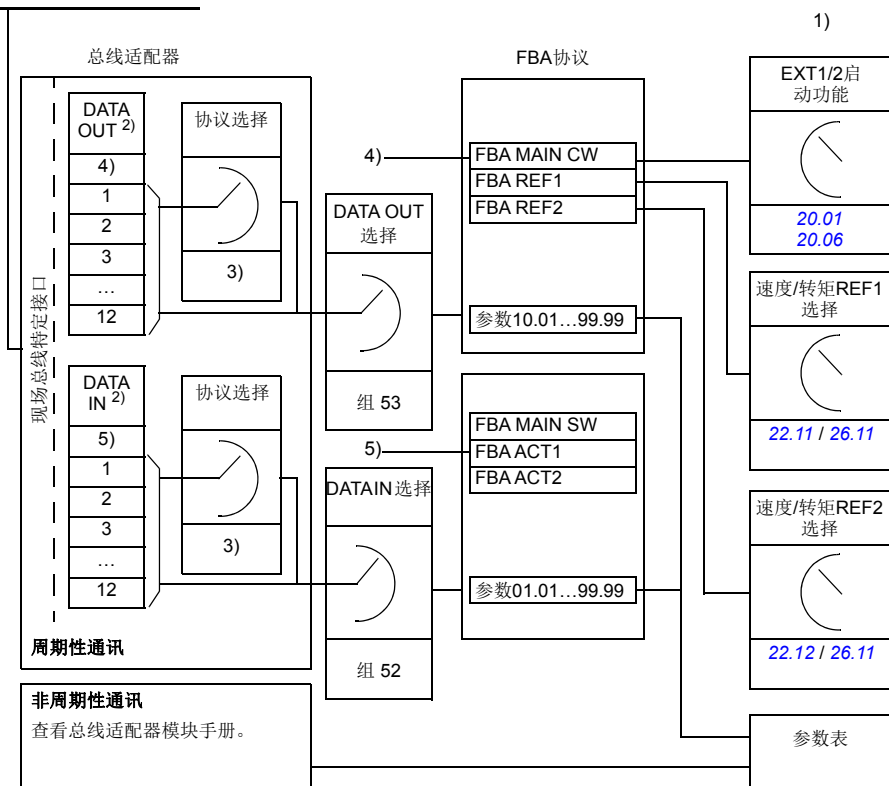 1)
总线适配器
FBA协议
现场总线特定接口
DATA
OUT 2)
4)
1
2
3
…
12
协议选择
3)
DATA
IN 2)
5)
1
2
3
…
12
协议选择
3)
周期性通讯
DATA OUT
选择
组 53
DATAIN选择
组 52
4)
FBA MAIN CW
FBA REF1
FBA REF2
参数10.01…99.99
5)
FBA MAIN SW
FBA ACT1
FBA ACT2
参数01.01…99.99
EXT1/2启
动功能
20.01
20.06
速度/转矩REF1
选择
22.11 / 26.11
速度/转矩REF2
选择
22.12 / 26.11
非周期性通讯
查看总线适配器模块手册。
参数表